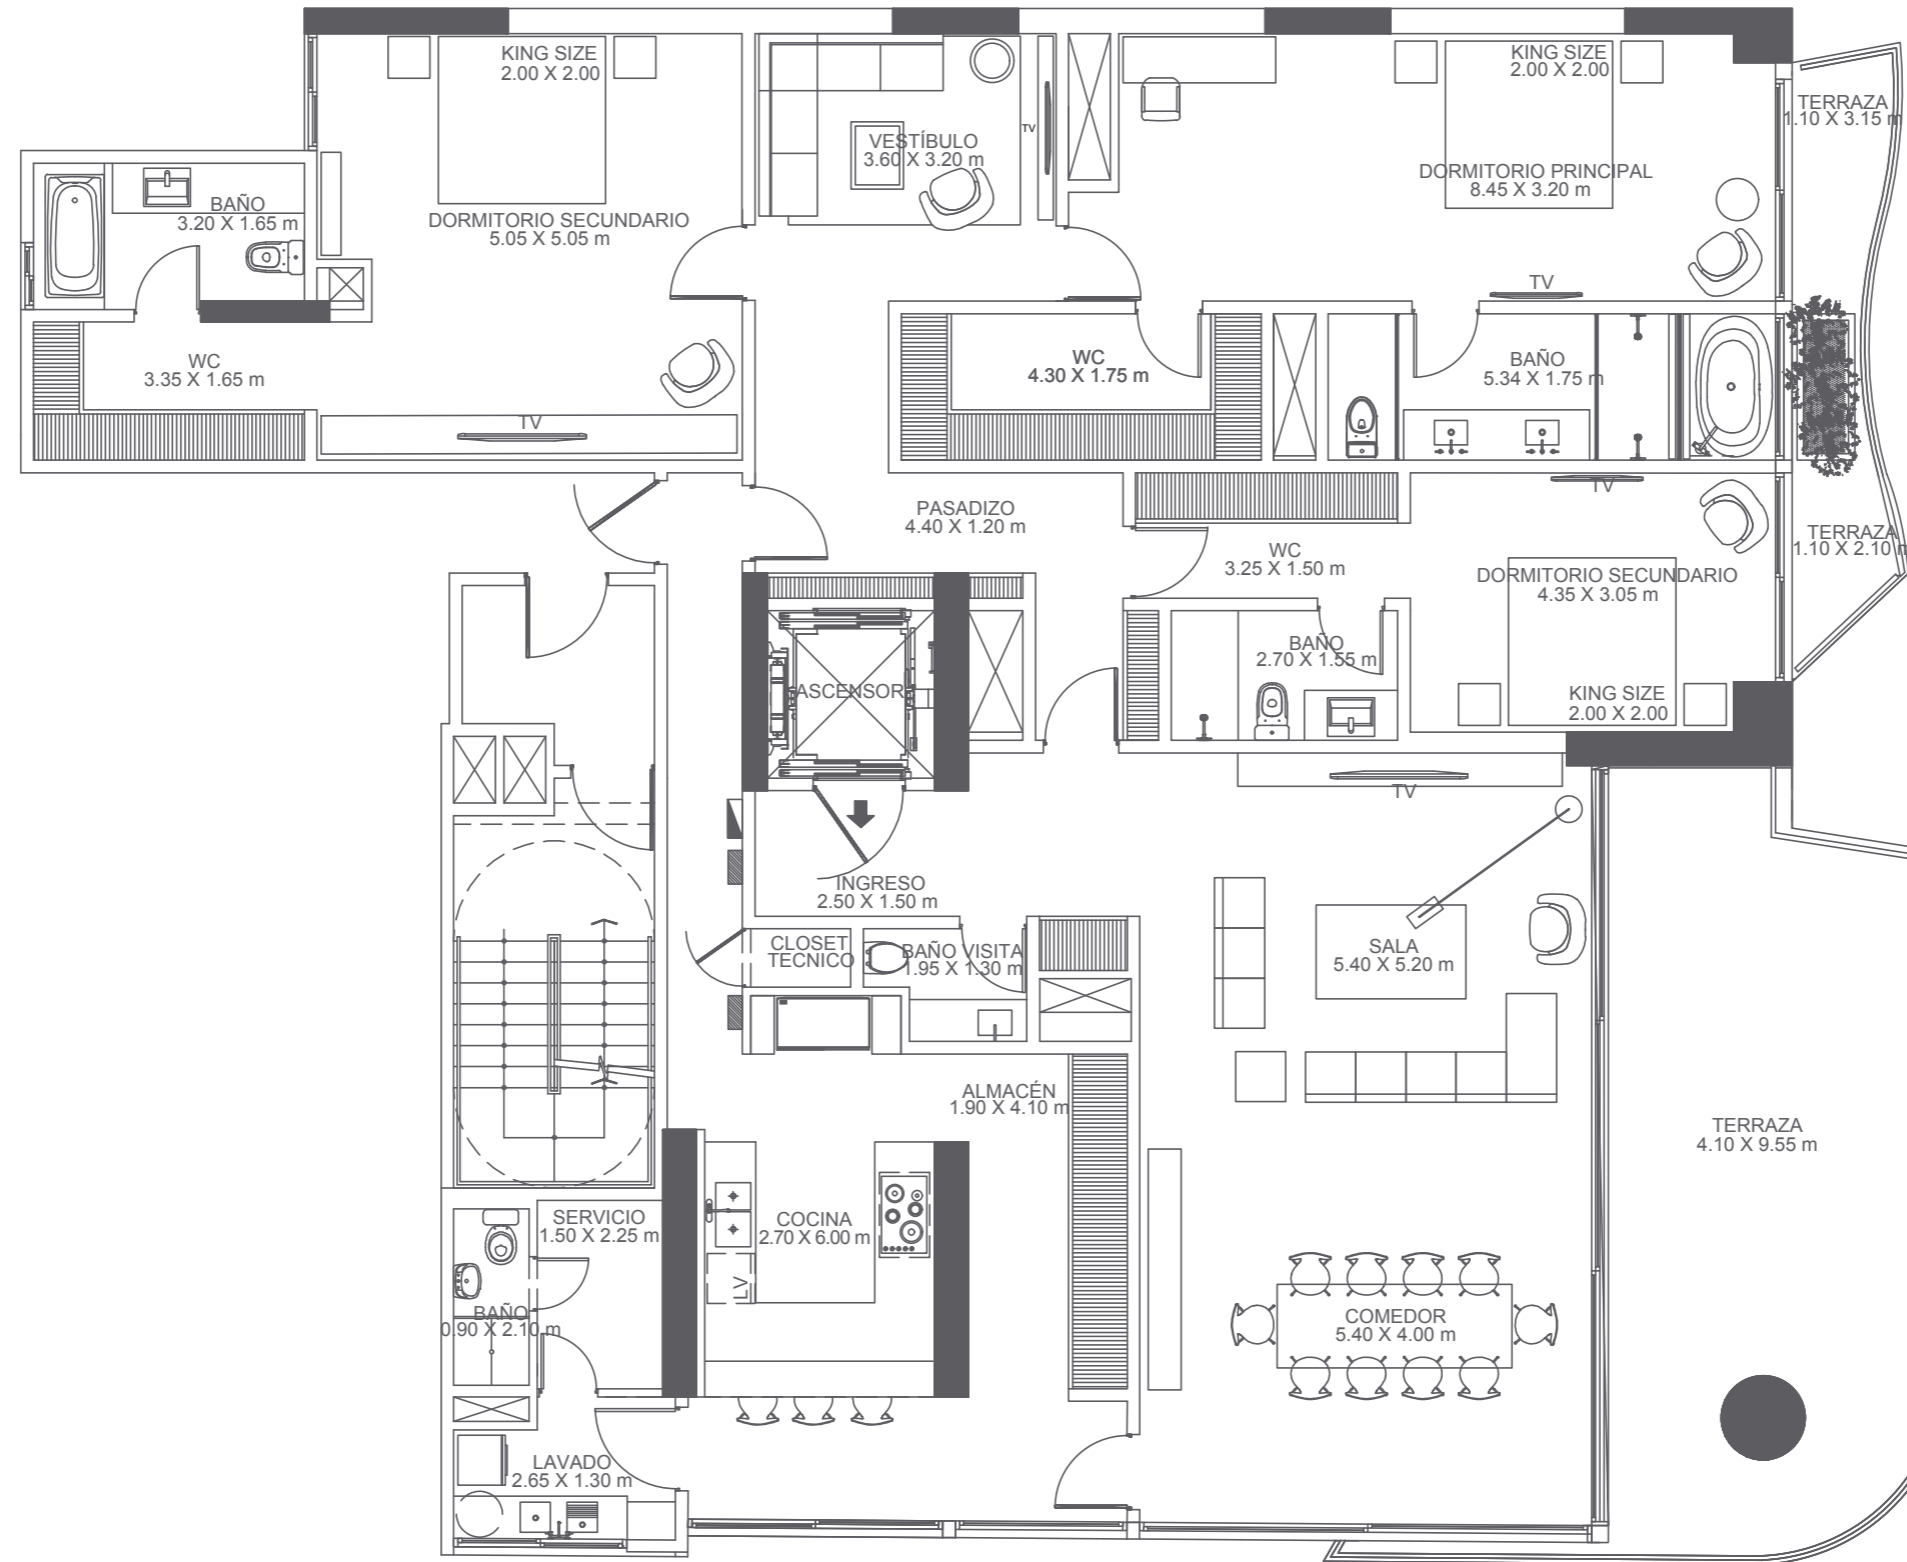 KING SIZE
2.00 X 2.00
KING SIZE
2.00 X 2.00
TERRAZA
1.10 X 3.15 m
TV
VESTÍBULO
3.60 X 3.20 m
DORMITORIO PRINCIPAL
8.45 X 3.20 m
BAÑO
3.20 X 1.65 m
DORMITORIO SECUNDARIO
5.05 X 5.05 m
TV
WC
3.35 X 1.65 m
WC
4.30 X 1.75 m
BAÑO
5.34 X 1.75 m
TV
TV
PASADIZO
4.40 X 1.20 m
TERRAZA
1.10 X 2.10 m
WC
3.25 X 1.50 m
DORMITORIO SECUNDARIO
4.35 X 3.05 m
BAÑO
2.70 X 1.55 m
ASCENSOR
KING SIZE
2.00 X 2.00
TV
INGRESO
2.50 X 1.50 m
CLOSET
TECNICO
BAÑO VISITA
1.95 X 1.30 m
SALA
5.40 X 5.20 m
ALMACÉN
1.90 X 4.10 m
TERRAZA
4.10 X 9.55 m
SERVICIO
1.50 X 2.25 m
COCINA
2.70 X 6.00 m
LV
BAÑO
0.90 X 2.10 m
COMEDOR
5.40 X 4.00 m
LAVADO
2.65 X 1.30 m